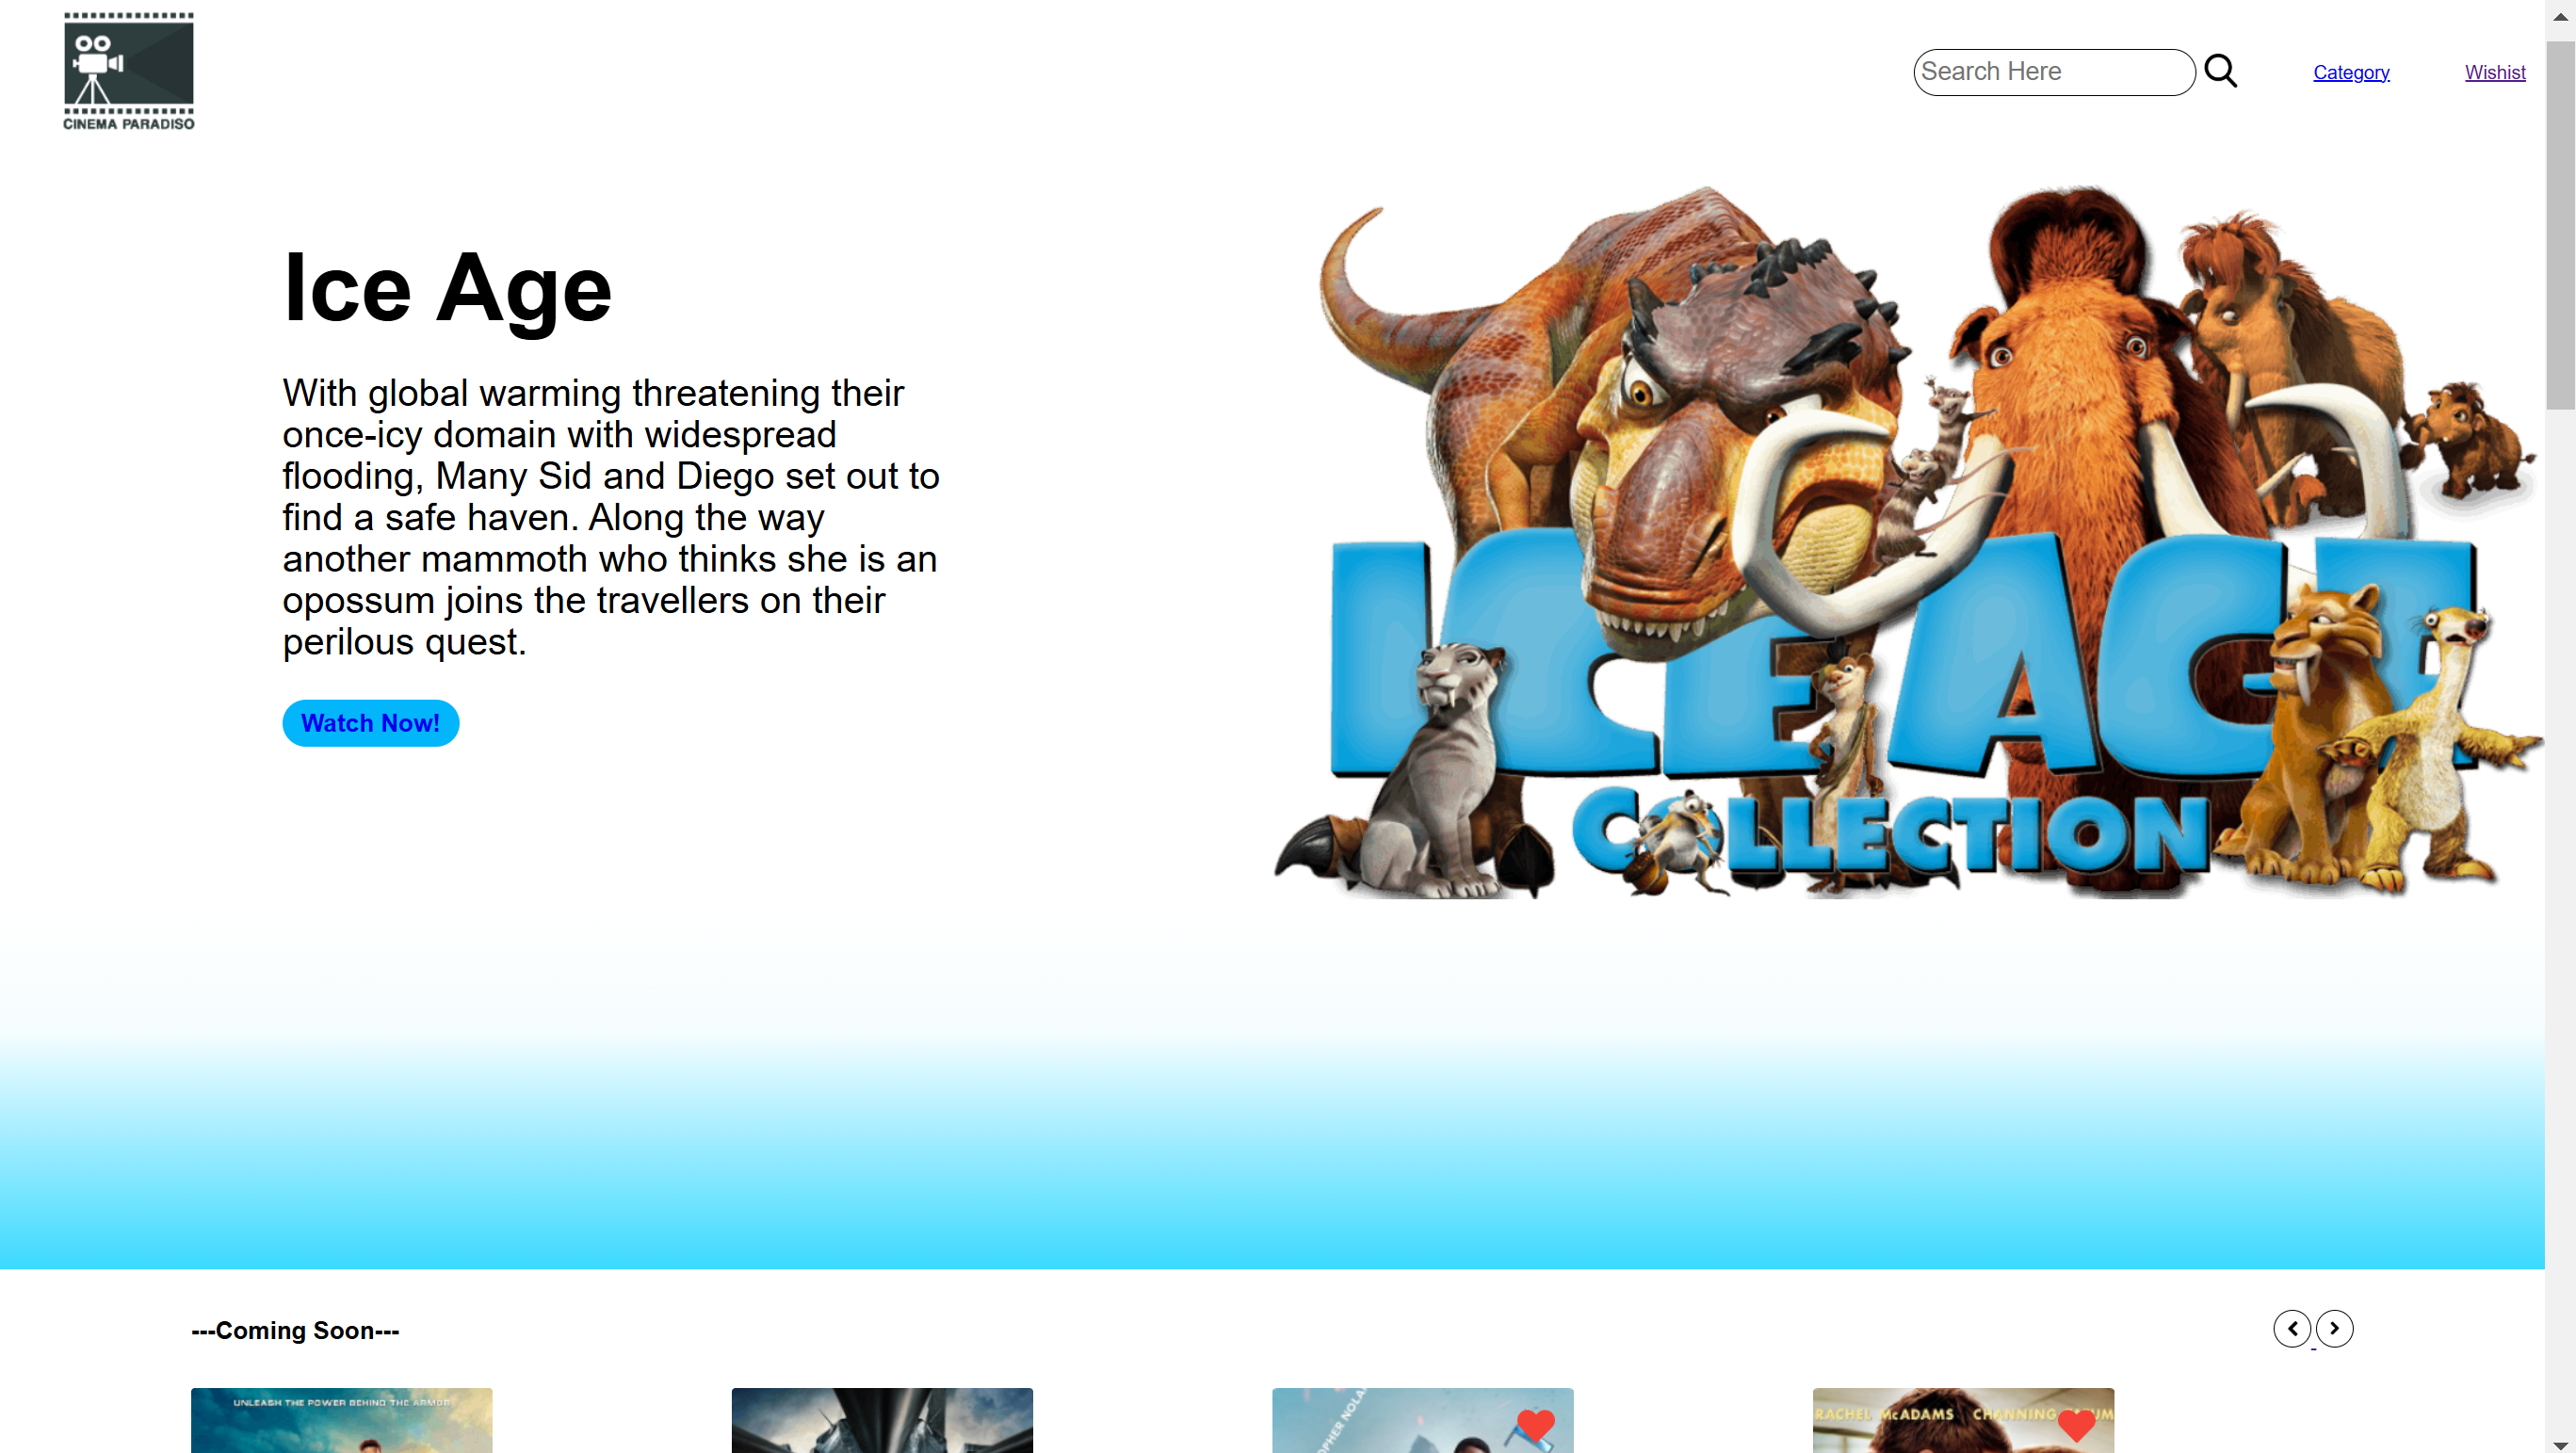 CINEMA PARADISO
Search Here
Category
Wishist
Ice Age
With global warming threatening their
once-icy domain with widespread
flooding, Many Sid and Diego set out to
find a safe haven. Along the way
another mammoth who thinks she is an
opossum joins the travellers on their
perilous quest.
Watch Now!
ICE AGE
COLLECTION
---Coming Soon---
UNLEASH THE POWER BEHIND THE ARMOR
OPHER NOLA
RACHEL McADAMS CHANNING TATUM